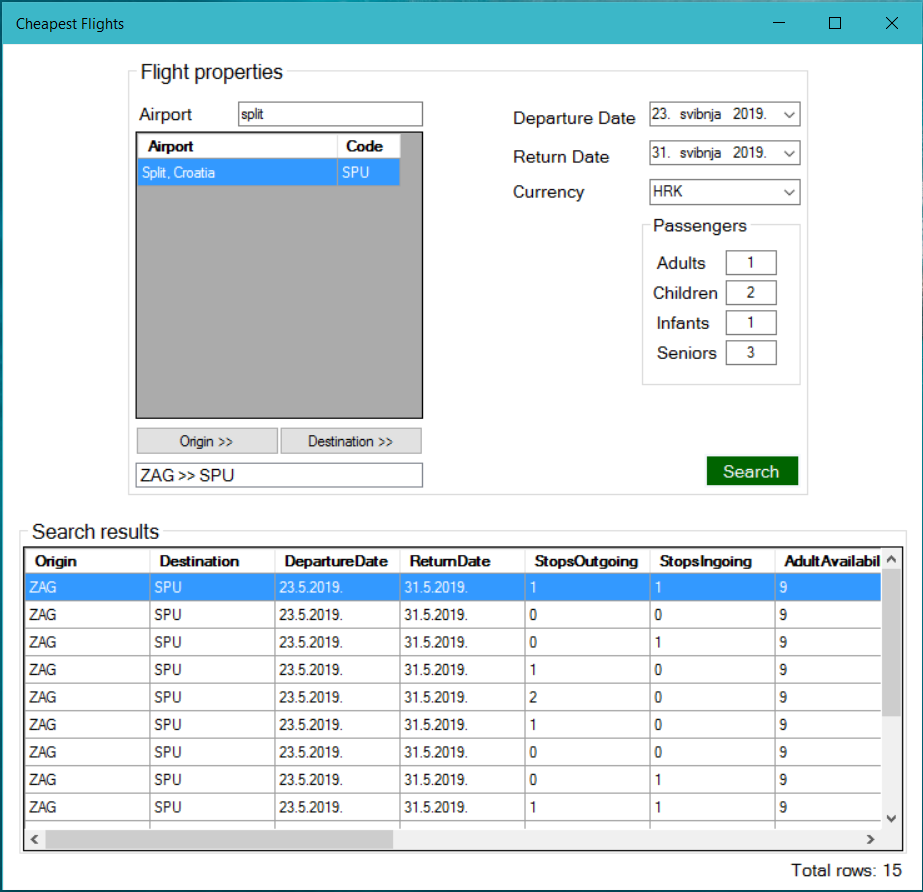 Cheapest Flights
Flight properties
Airport split
Airport Code
Split, Croatia SPU
Origin >> Destination >>
ZAG >> SPU
Departure Date 23. svibnja 2019.
Return Date 31. svibnja 2019.
Currency HRK
Passengers
Adults 1
Children 2
Infants 1
Seniors 3
Search
Search results
Origin Destination DepartureDate ReturnDate StopsOutgoing StopsIngoing AdultAvailabil
ZAG SPU 23.5.2019. 31.5.2019. 1 1 9
ZAG SPU 23.5.2019. 31.5.2019. 0 0 9
ZAG SPU 23.5.2019. 31.5.2019. 0 1 9
ZAG SPU 23.5.2019. 31.5.2019. 1 0 9
ZAG SPU 23.5.2019. 31.5.2019. 2 0 9
ZAG SPU 23.5.2019. 31.5.2019. 1 0 9
ZAG SPU 23.5.2019. 31.5.2019. 0 0 9
ZAG SPU 23.5.2019. 31.5.2019. 0 1 9
ZAG SPU 23.5.2019. 31.5.2019. 1 1 9
Total rows: 15